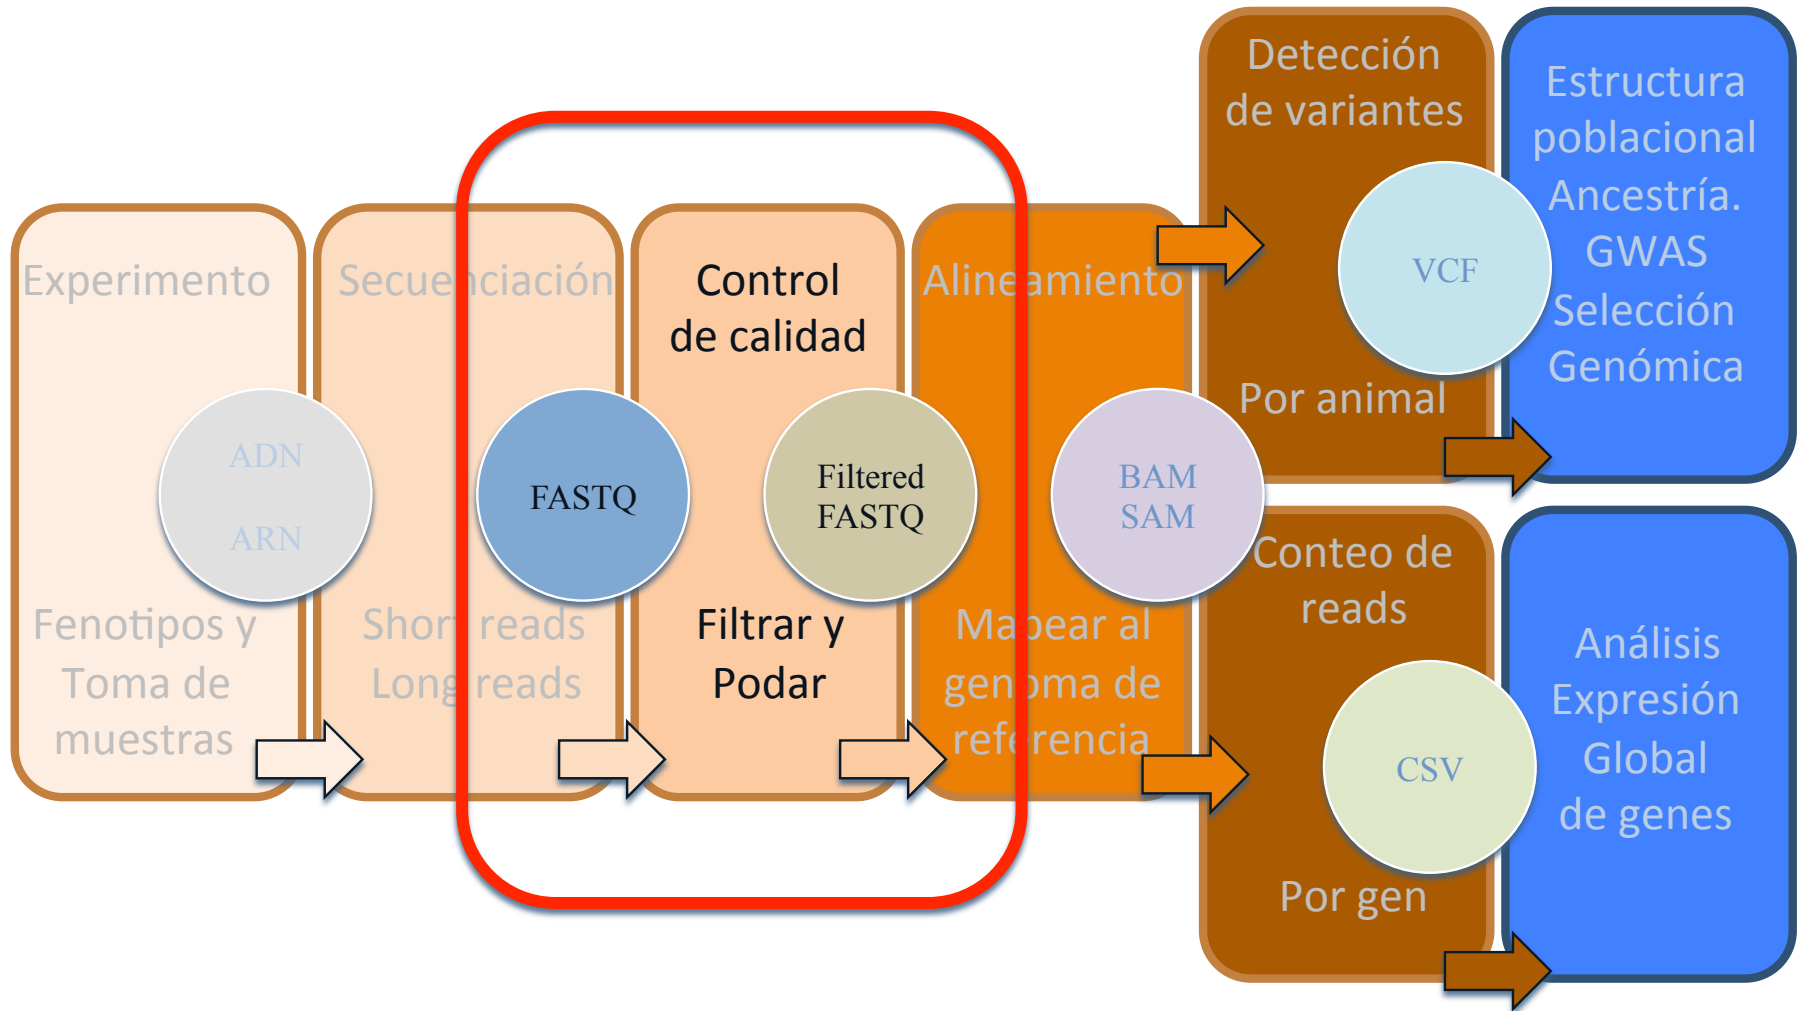 Experimento
ADN
ARN
Fenotipos y
Toma de
muestras
Secuenciación
FASTQ
Short reads
Long reads
Control
de calidad
Filtered
FASTQ
Filtrar y
Podar
Alineamiento
BAM
SAM
Mapear al
genoma de
referencia
Detección
de variantes
VCF
Por animal
Estructura
poblacional
Ancestría.
GWAS
Selección
Genómica
Conteo de
reads
CSV
Por gen
Análisis
Expresión
Global
de genes